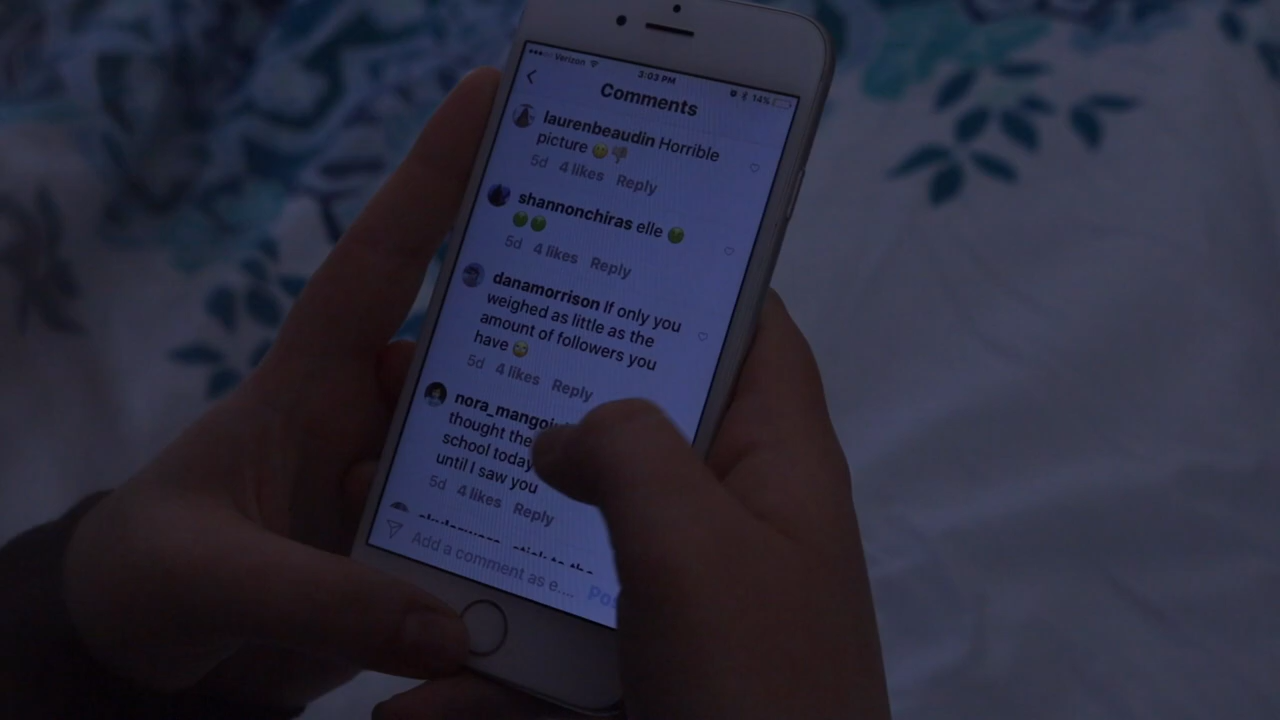 Verizon
3:03 PM
14%
Comments
laurenbeaudin Horrible
picture
5d 4 likes Reply
shannonchiras elle
5d 4 likes Reply
danamorrison If only you
weighed as little as the
amount of followers you
have
5d 4 likes Reply
thought the
school today
until I saw you
5d 4 likes Reply
Add a comment as e....